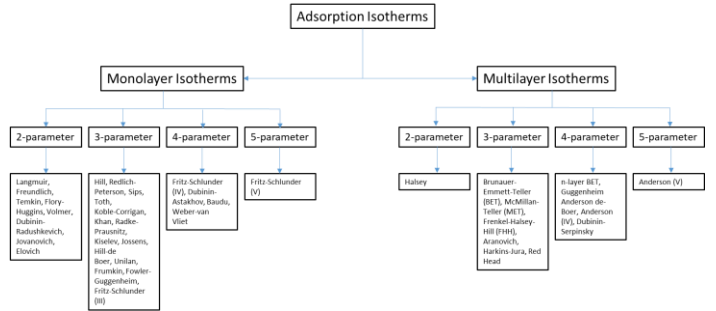 Adsorption Isotherms
Monolayer Isotherms
Multilayer Isotherms
2-parameter
3-parameter
4-parameter
5-parameter
2-parameter
3-parameter
4-parameter
5-parameter
Langmuir,
Freundlich,
Temkin, Flory-
Huggins, Volmer,
Dubinin-
Radushkevich,
Jovanovich,
Elovich
Hill, Redlich-
Peterson, Sips,
Toth,
Koble-Corrigan,
Khan, Radke-
Prausnitz,
Kiselev, Jossens,
Hill-de
Boer, Unilan,
Frumkin, Fowler-
Guggenheim,
Fritz-Schlunder
(III)
Fritz-Schlunder
(IV), Dubinin-
Astakhov, Baudu,
Weber-van
Vliet
Fritz-Schlunder
(V)
Halsey
Brunauer-
Emmett-Teller
(BET), McMillan-
Teller (MET),
Frenkel-Halsey-
Hill (FHH),
Aranovich,
Harkins-Jura, Red
Head
n-layer BET,
Guggenheim
Anderson de-
Boer, Anderson
(IV), Dubinin-
Serpinsky
Anderson (V)